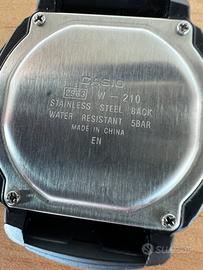 CASIO
W-210
STAINLESS STEEL BACK
WATER RESISTANT 5BAR
MADE IN CHINA
EN